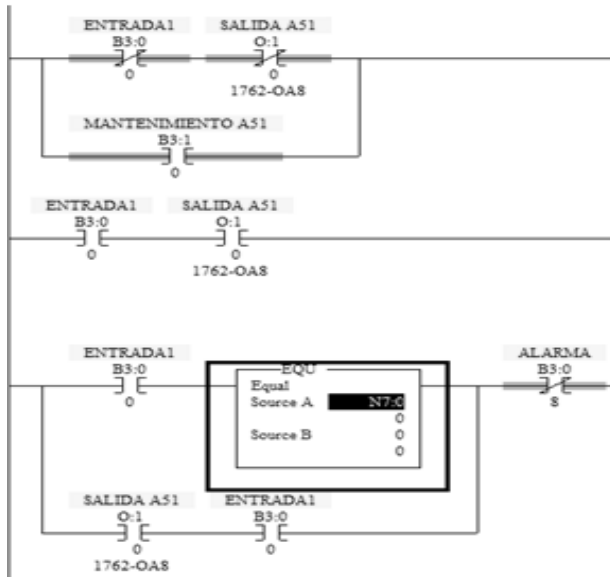 ENTRADA1 SALIDA A51
B3:0 O:1
0 0
1762-OA8
MANTENIMIENTO A51
B3:1
0
ENTRADA1 SALIDA A51
B3:0 O:1
0 0
1762-OA8
ENTRADA1 ALARMA
B3:0 B3:0
0 8
EQU
Equal
Source A N7:0
0
Source B 0
0
SALIDA A51 ENTRADA1
O:1 B3:0
0 0
1762-OA8